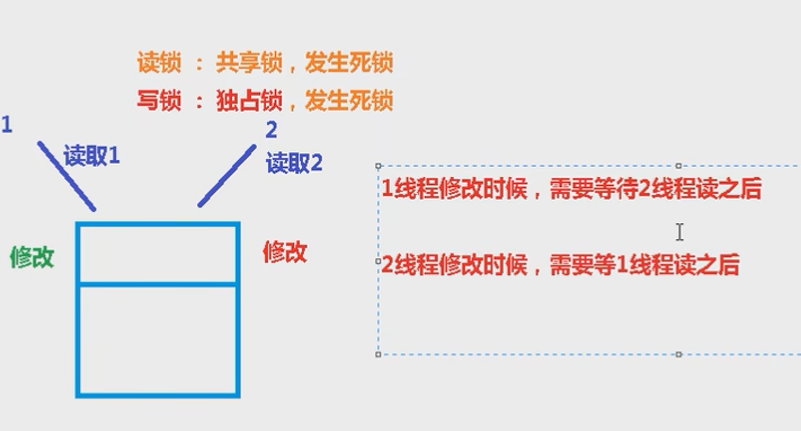 读锁 ： 共享锁，发生死锁
写锁 ： 独占锁，发生死锁
1
2
读取1
读取2
1线程修改时候，需要等待2线程读之后
修改
修改
2线程修改时候，需要等1线程读之后